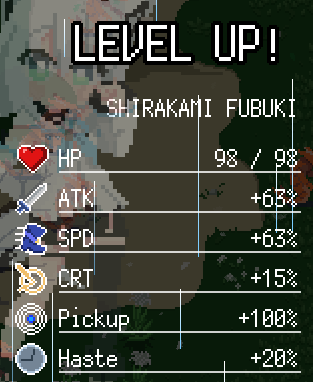 LEVEL UP!
SHIRAKAMI FUBUKI
HP 98 / 98
ATK +63%
SPD +63%
CRT +15%
Pickup +100%
Haste +20%